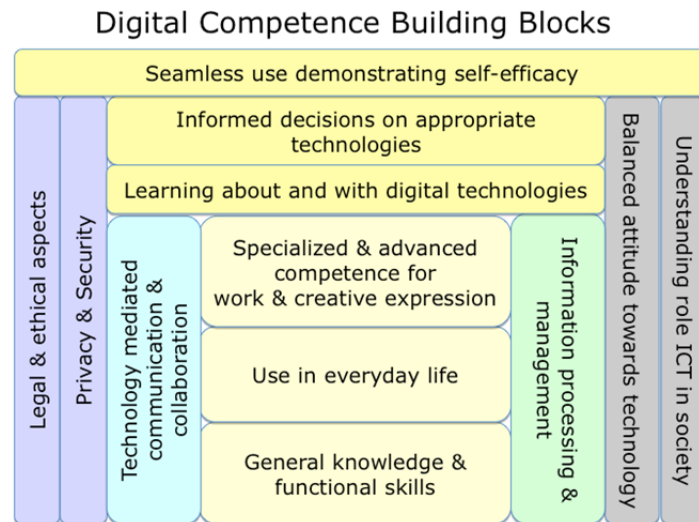 Digital Competence Building Blocks
Seamless use demonstrating self-efficacy
Legal & ethical aspects
Privacy & Security
Informed decisions on appropriate
technologies
Learning about and with digital technologies
Technology mediated
communication &
collaboration
Specialized & advanced
competence for
work & creative expression
Use in everyday life
General knowledge &
functional skills
Information processing &
management
Balanced attitude towards technology
Understanding role ICT in society